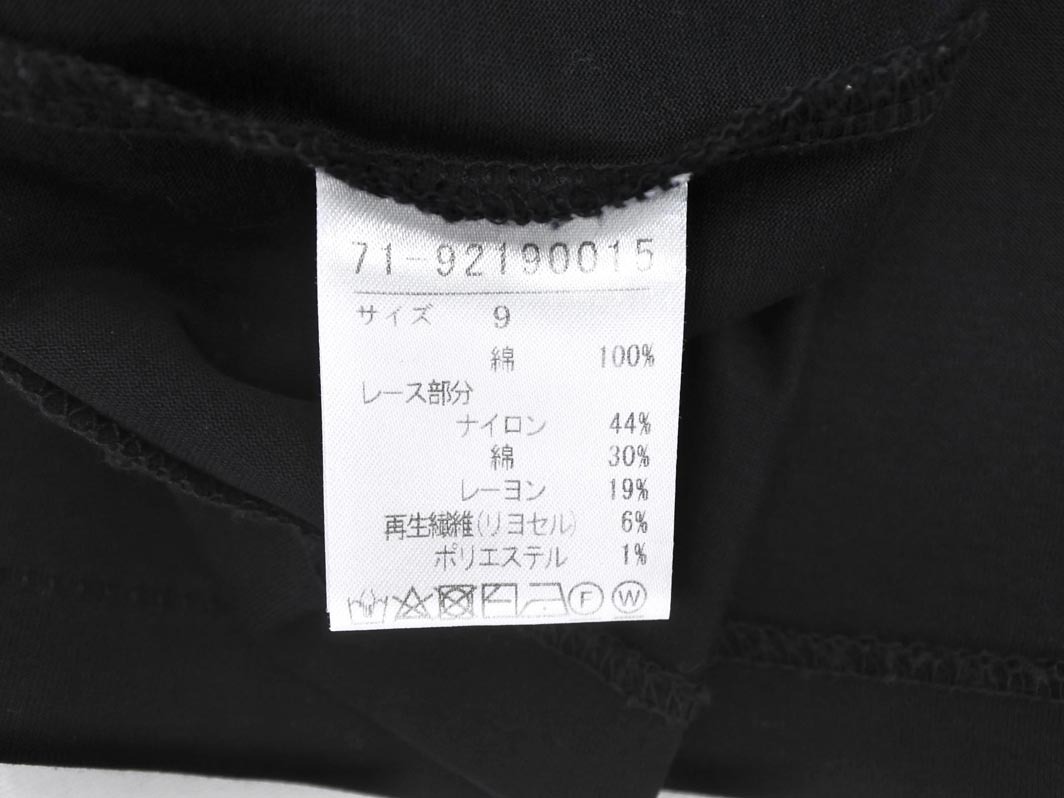 71-92190015
サイズ 9
綿 100%
レース部分
ナイロン 44%
綿 30%
レーヨン 19%
再生繊維(リヨセル) 6%
ポリエステル 1%
F W